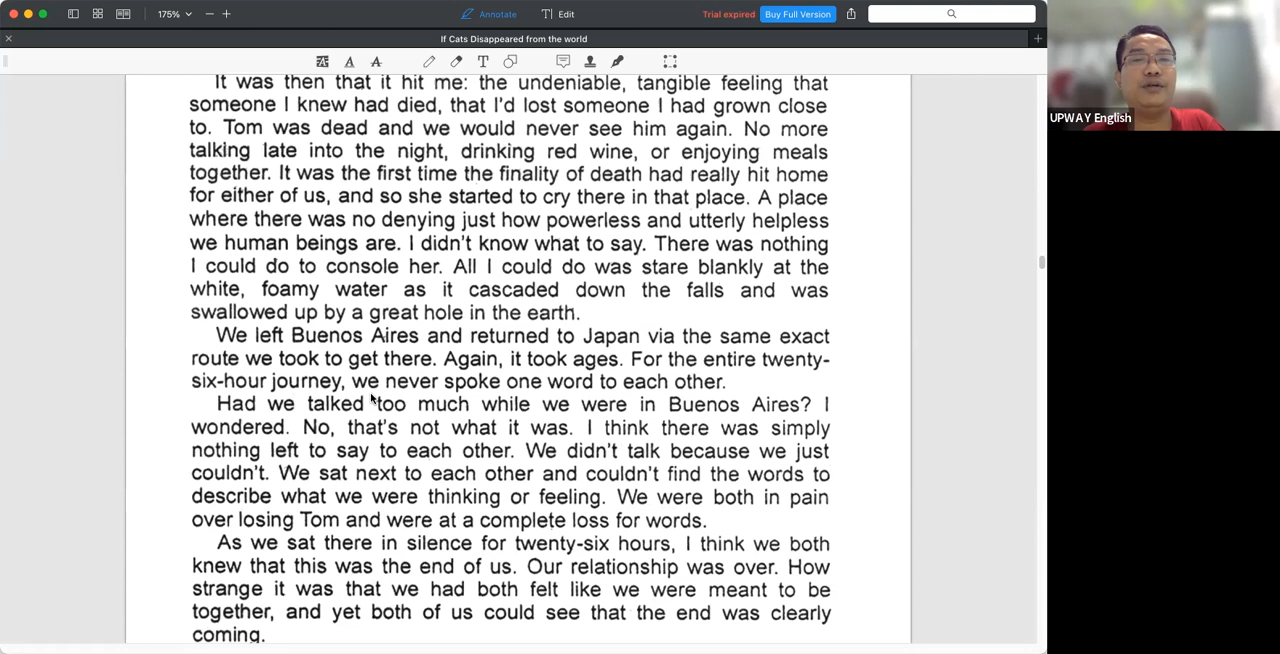 175%
Annotate
Edit
Trial expired
Buy Full Version
If Cats Disappeared from the world
UPWAY English
It was then that it hit me: the undeniable, tangible feeling that
someone I knew had died, that I'd lost someone I had grown close
to. Tom was dead and we would never see him again. No more
talking late into the night, drinking red wine, or enjoying meals
together. It was the first time the finality of death had really hit home
for either of us, and so she started to cry there in that place. A place
where there was no denying just how powerless and utterly helpless
we human beings are. I didn't know what to say. There was nothing
I could do to console her. All I could do was stare blankly at the
white, foamy water as it cascaded down the falls and was
swallowed up by a great hole in the earth.
We left Buenos Aires and returned to Japan via the same exact
route we took to get there. Again, it took ages. For the entire twenty-
six-hour journey, we never spoke one word to each other.
Had we talked too much while we were in Buenos Aires? I
wondered. No, that's not what it was. I think there was simply
nothing left to say to each other. We didn't talk because we just
couldn't. We sat next to each other and couldn't find the words to
describe what we were thinking or feeling. We were both in pain
over losing Tom and were at a complete loss for words.
As we sat there in silence for twenty-six hours, I think we both
knew that this was the end of us. Our relationship was over. How
strange it was that we had both felt like we were meant to be
together, and yet both of us could see that the end was clearly
coming.